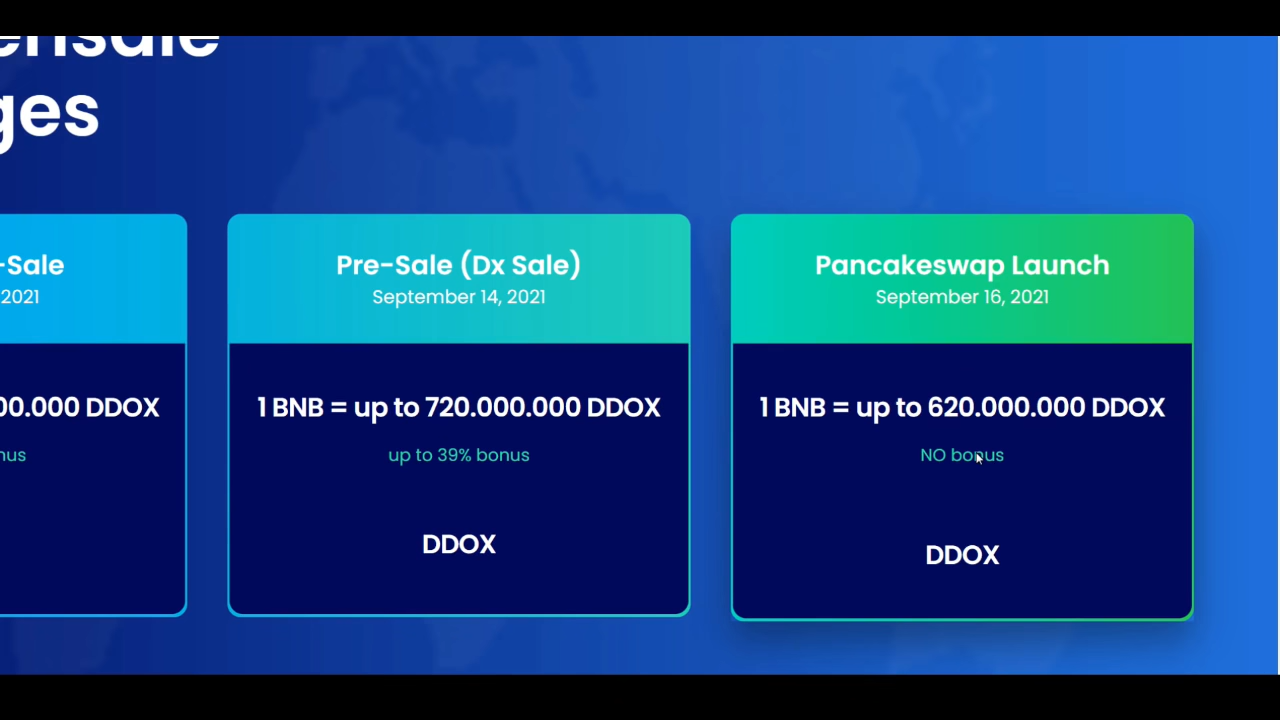 ges
-Sale
2021
00.000 DDOX
nus
Pre-Sale (Dx Sale)
September 14, 2021
1 BNB = up to 720.000.000 DDOX
up to 39% bonus
DDOX
Pancakeswap Launch
September 16, 2021
1 BNB = up to 620.000.000 DDOX
NO bonus
DDOX